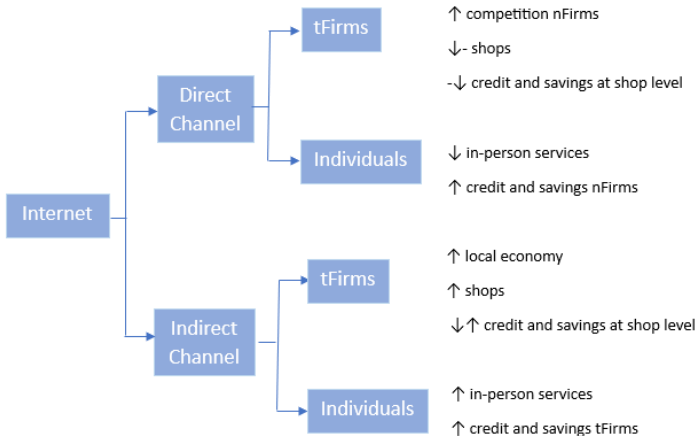 tFirms
↑ competition nFirms
↓- shops
-↓ credit and savings at shop level
Direct
Channel
Individuals
↓ in-person services
↑ credit and savings nFirms
Internet
tFirms
↑ local economy
↑ shops
↓↑ credit and savings at shop level
Indirect
Channel
Individuals
↑ in-person services
↑ credit and savings tFirms